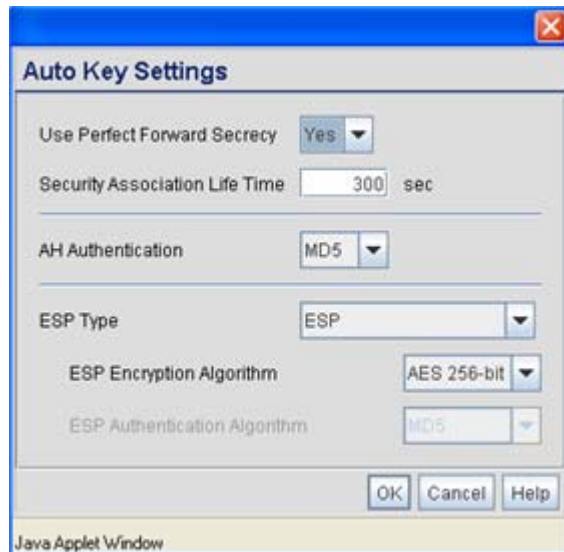 Auto Key Settings
Use Perfect Forward Secrecy Yes
Security Association Life Time 300 sec
AH Authentication MD5
ESP Type ESP
ESP Encryption Algorithm AES 256-bit
ESP Authentication Algorithm MD5
OK Cancel Help
Java Applet Window